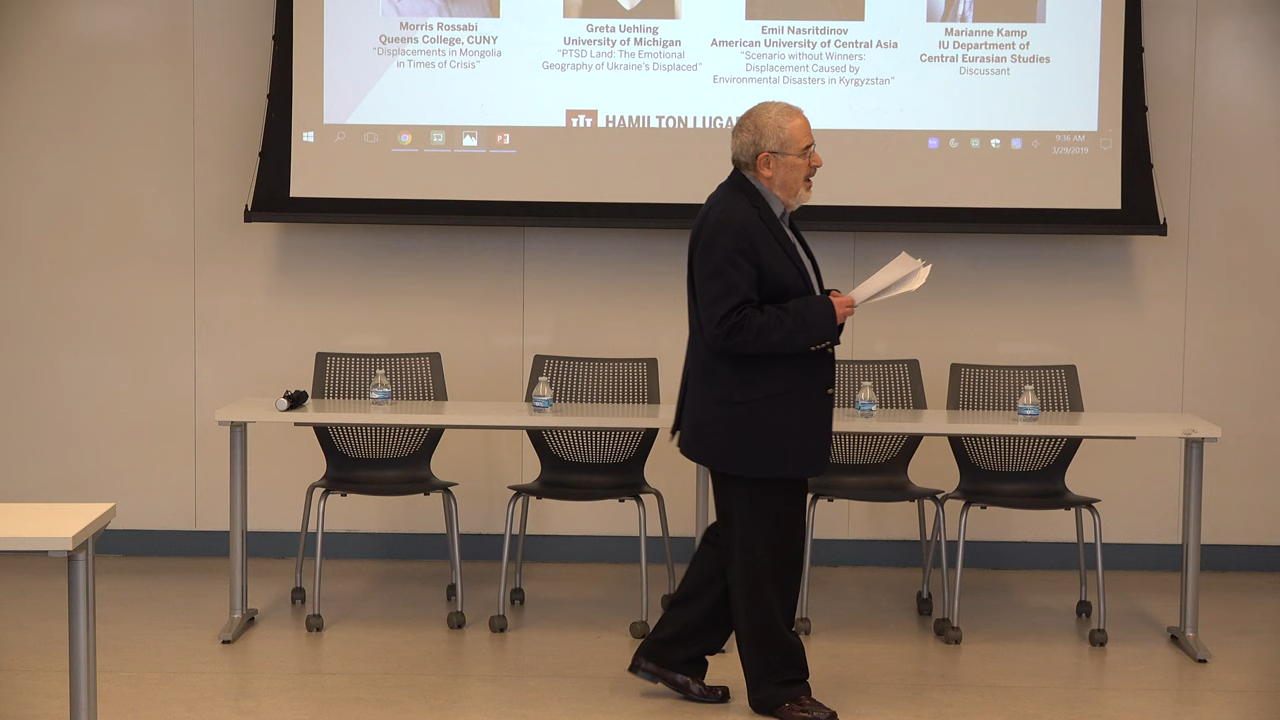 Morris Rossabi
Queens College, CUNY
"Displacements in Mongolia
in Times of Crisis"
Greta Uehling
University of Michigan
"PTSD Land: The Emotional
Geography of Ukraine's Displaced"
Emil Nasritdinov
American University of Central Asia
"Scenario without Winners:
Displacement Caused by
Environmental Disasters in Kyrgyzstan"
Marianne Kamp
IU Department of
Central Eurasian Studies
Discussant
HAMILTON LUGA
9:36 AM
3/29/2019